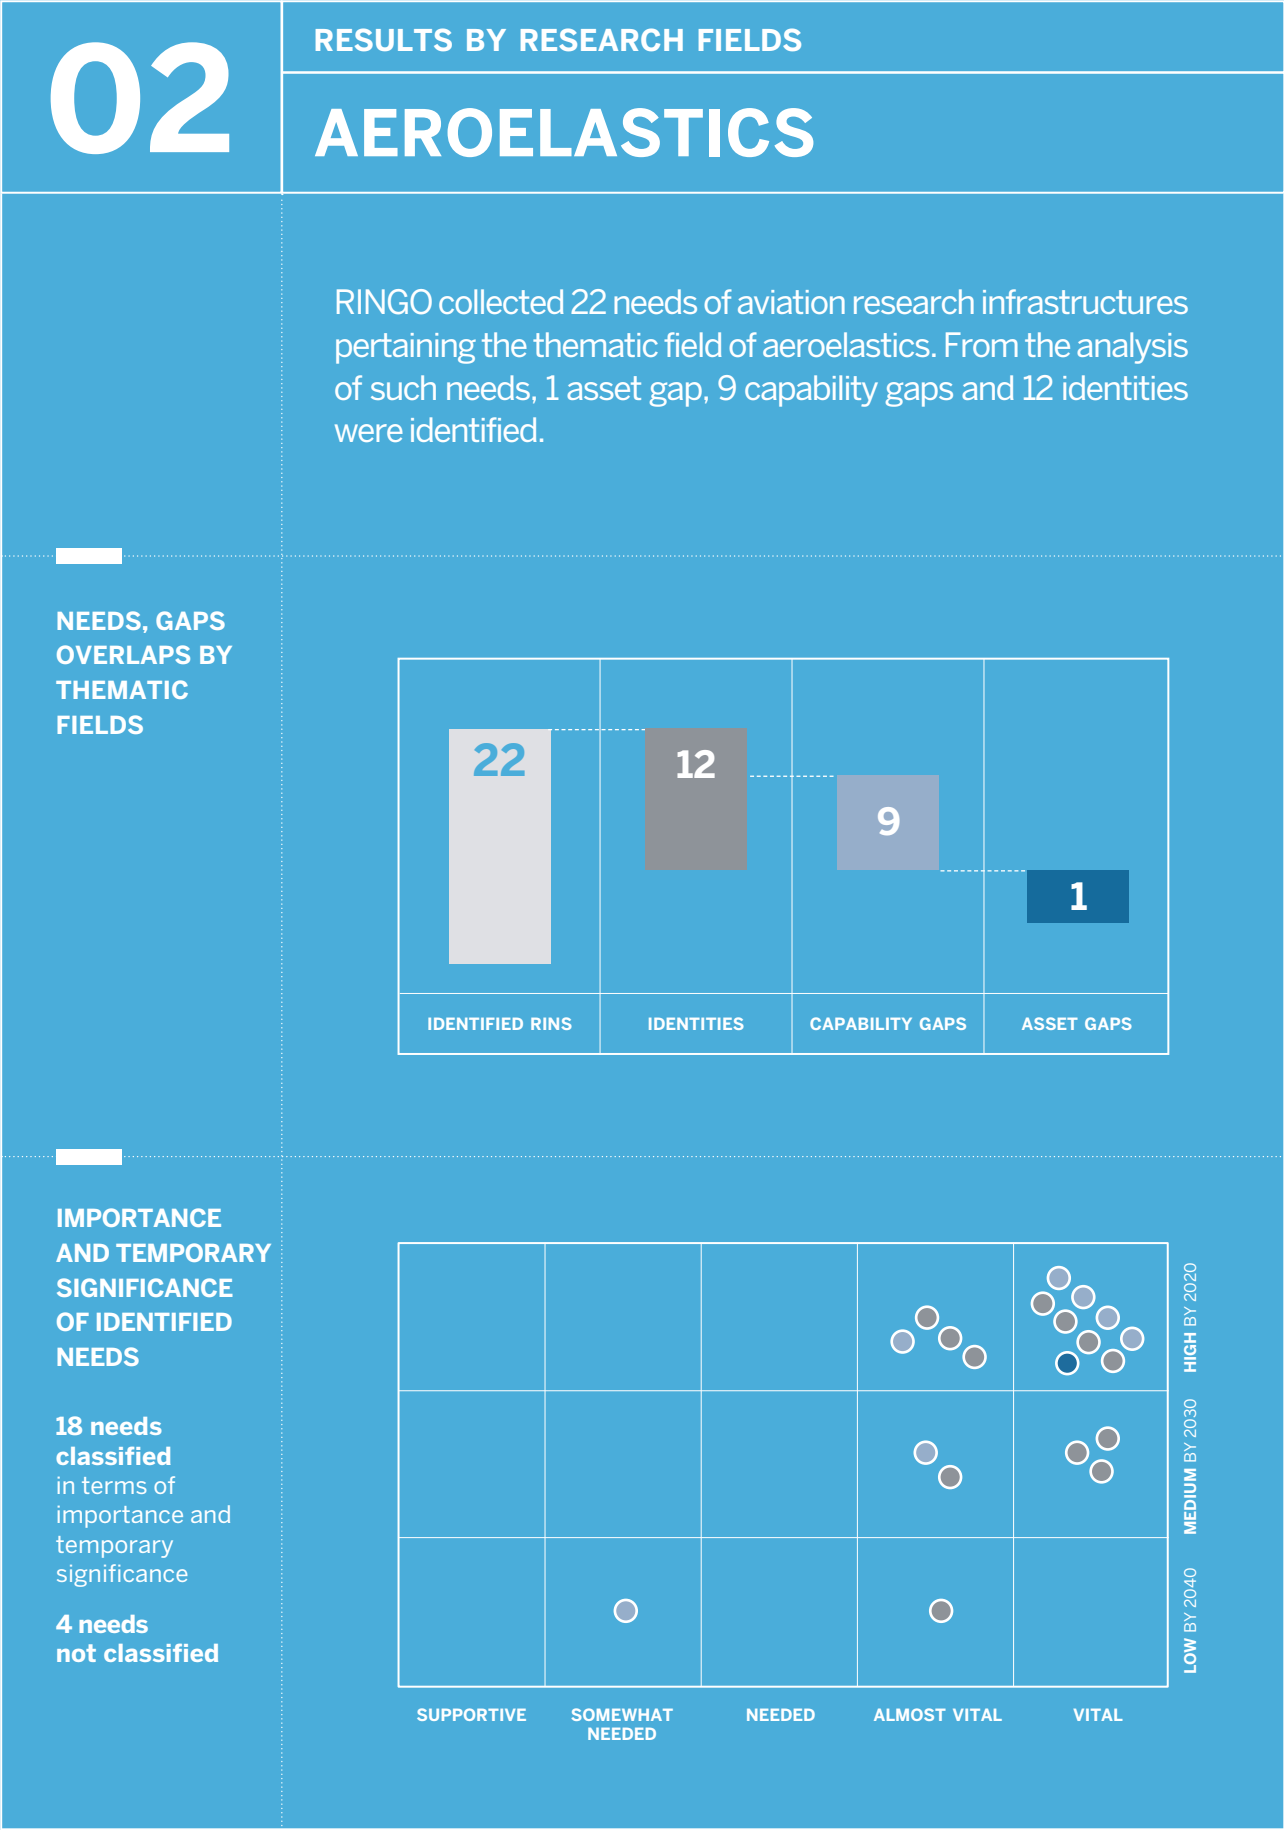 02
RESULTS BY RESEARCH FIELDS
AEROELASTICS
RINGO collected 22 needs of aviation research infrastructures
pertaining the thematic field of aeroelastics. From the analysis
of such needs, 1 asset gap, 9 capability gaps and 12 identities
were identified.
NEEDS, GAPS
OVERLAPS BY
THEMATIC
FIELDS
22
12
9
1
IDENTIFIED RINS
IDENTITIES
CAPABILITY GAPS
ASSET GAPS
IMPORTANCE
AND TEMPORARY
SIGNIFICANCE
OF IDENTIFIED
NEEDS
18 needs
classified
in terms of
importance and
temporary
significance
4 needs
not classified
HIGH BY 2020
MEDIUM BY 2030
LOW BY 2040
SUPPORTIVE
SOMEWHAT
NEEDED
NEEDED
ALMOST VITAL
VITAL